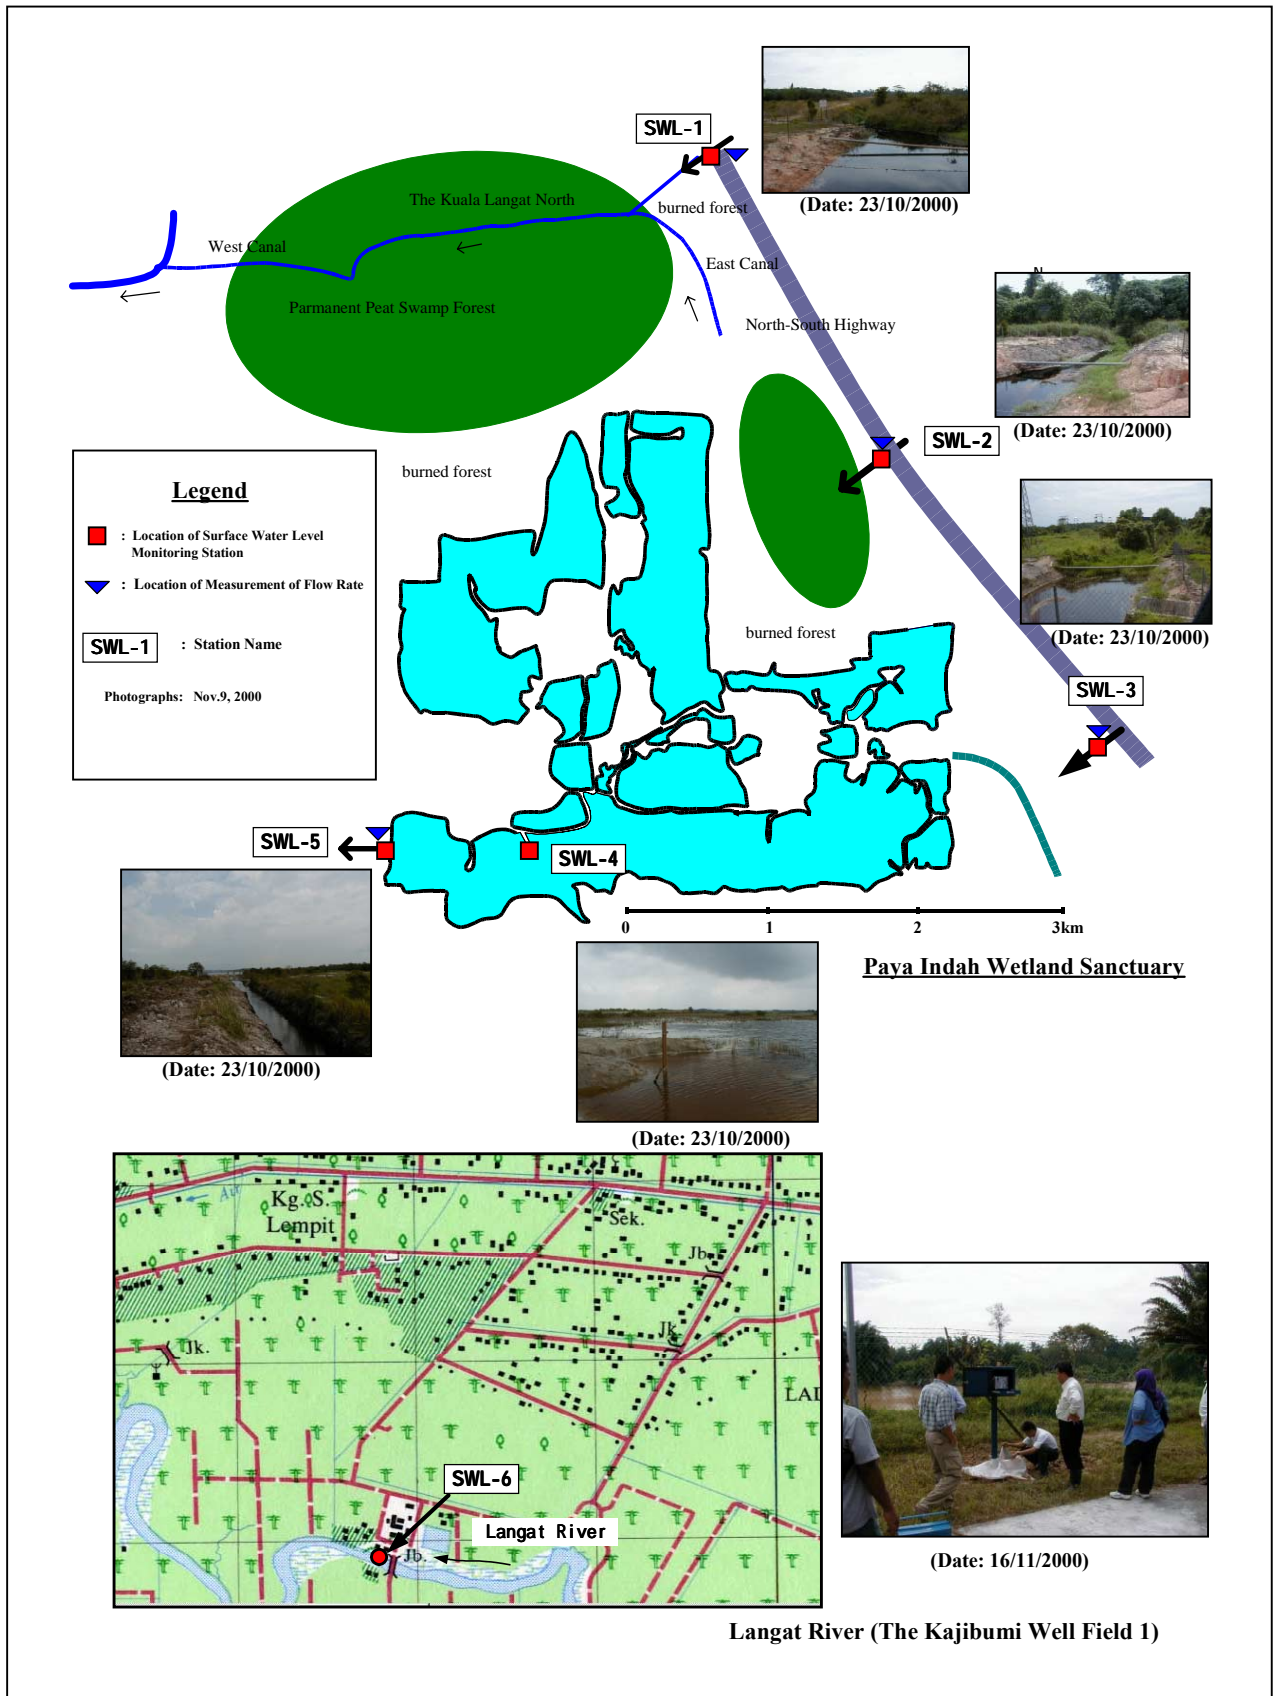 SWL-1
(Date: 23/10/2000)
The Kuala Langat North
burned forest
West Canal
East Canal
Parmanent Peat Swamp Forest
North-South Highway
N
(Date: 23/10/2000)
SWL-2
burned forest
Legend
: Location of Surface Water Level
Monitoring Station
: Location of Measurement of Flow Rate
SWL-1 : Station Name
Photographs: Nov.9, 2000
burned forest
(Date: 23/10/2000)
SWL-3
SWL-5
SWL-4
0 1 2 3km
Paya Indah Wetland Sanctuary
(Date: 23/10/2000)
(Date: 23/10/2000)
Kg. S.
Lempit
Sek.
Jb.
Jk.
Jk.
LAD
SWL-6
Langat River
Jb.
(Date: 16/11/2000)
Langat River (The Kajibumi Well Field 1)